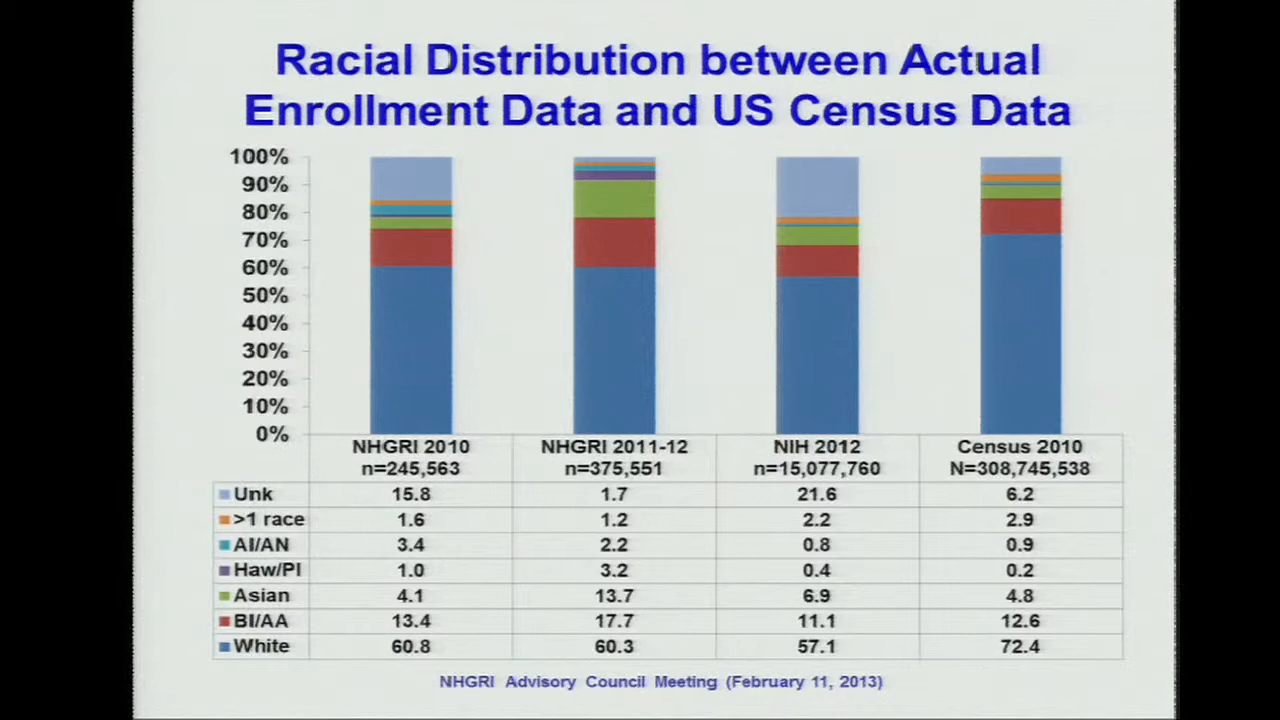 Racial Distribution between Actual
Enrollment Data and US Census Data
100%
90%
80%
70%
60%
50%
40%
30%
20%
10%
0%
NHGRI 2010 NHGRI 2011-12 NIH 2012 Census 2010
n=245,563 n=375,551 n=15,077,760 N=308,745,538
Unk 15.8 1.7 21.6 6.2
>1 race 1.6 1.2 2.2 2.9
AI/AN 3.4 2.2 0.8 0.9
Haw/PI 1.0 3.2 0.4 0.2
Asian 4.1 13.7 6.9 4.8
Bl/AA 13.4 17.7 11.1 12.6
White 60.8 60.3 57.1 72.4
NHGRI Advisory Council Meeting (February 11, 2013)